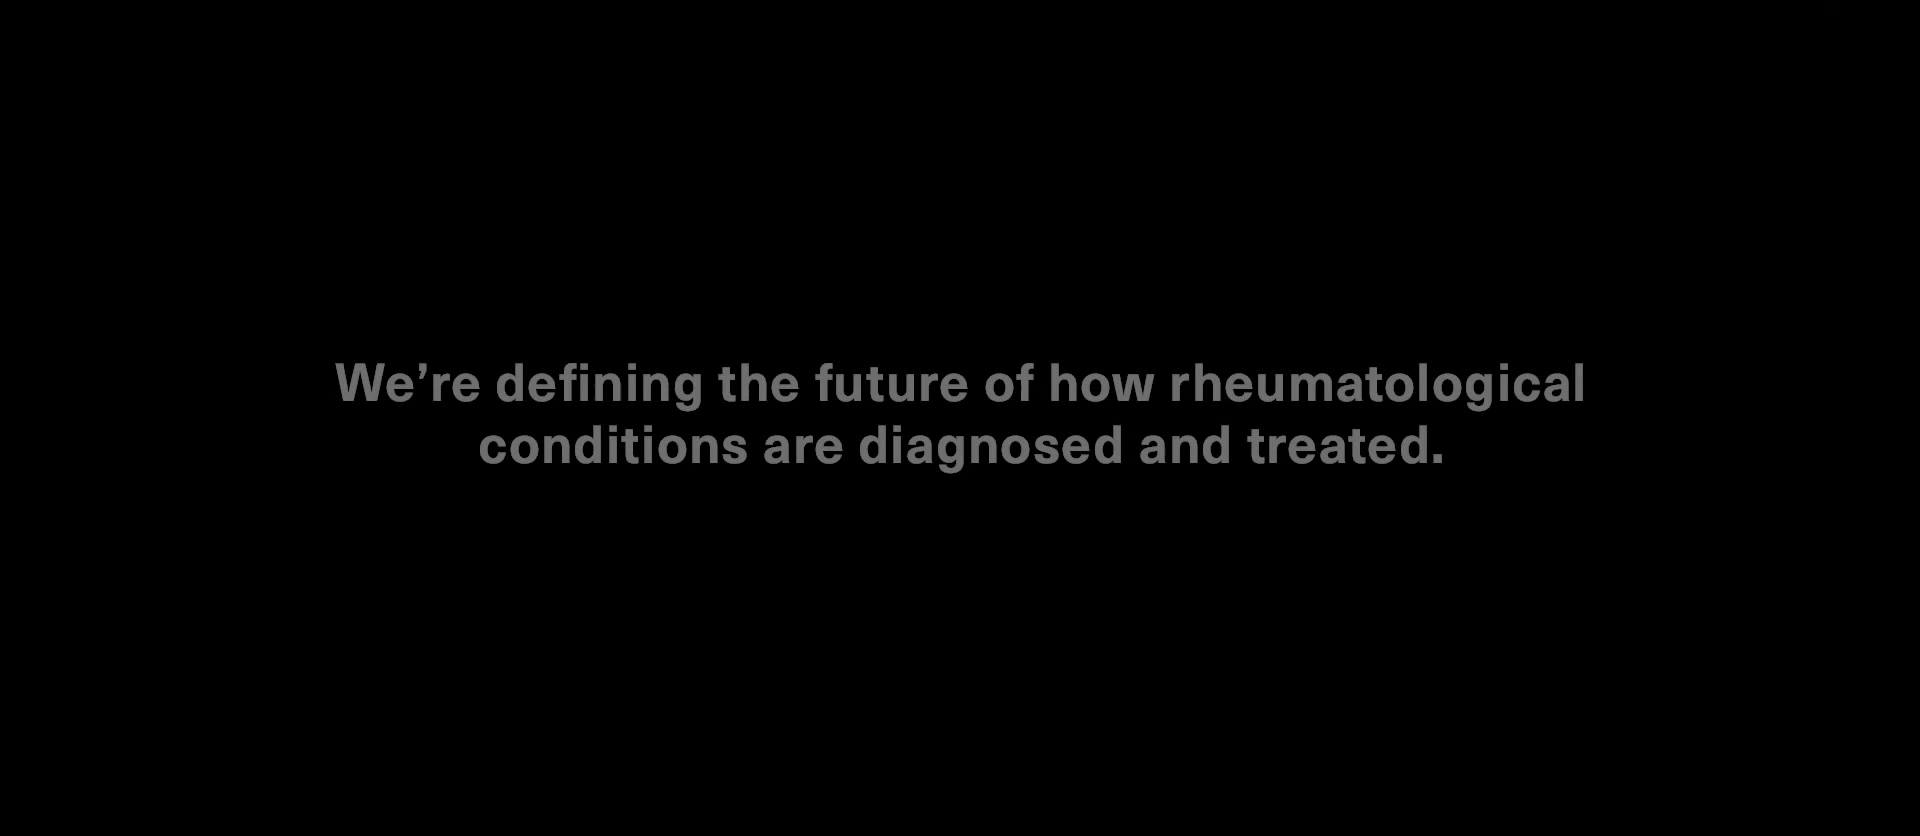 We’re defining the future of how rheumatological
conditions are diagnosed and treated.